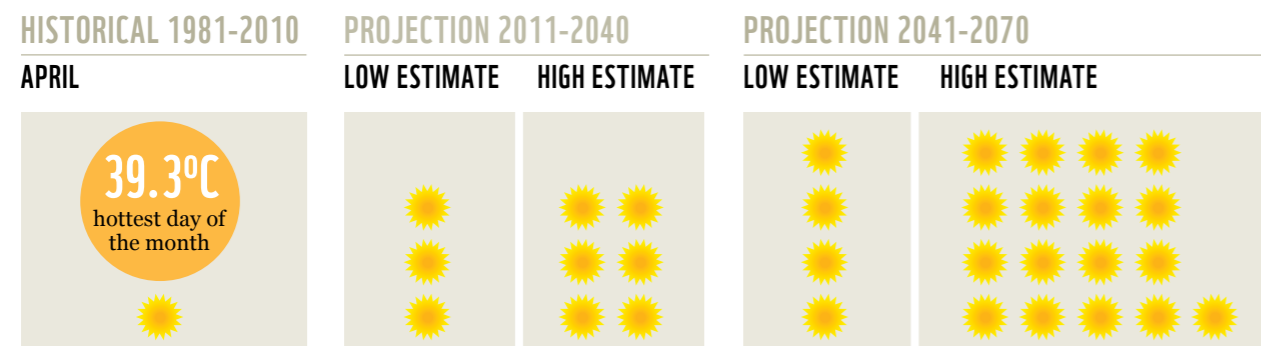 HISTORICAL 1981-2010
PROJECTION 2011-2040
PROJECTION 2041-2070
APRIL
LOW ESTIMATE
HIGH ESTIMATE
LOW ESTIMATE
HIGH ESTIMATE
39.3ºC
hottest day of
the month